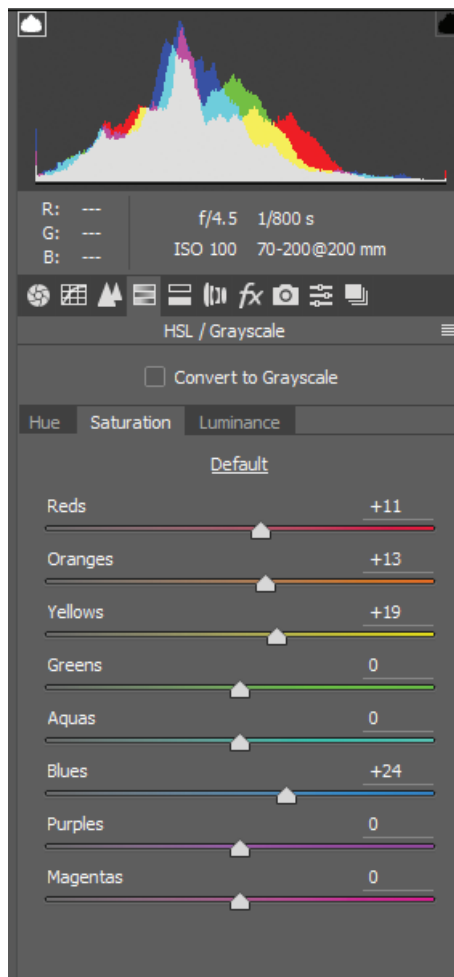 R: ---
G: ---
B: ---
f/4.5 1/800 s
ISO 100 70-200@200 mm
fx
HSL / Grayscale
Convert to Grayscale
Hue Saturation Luminance
Default
Reds +11
Oranges +13
Yellows +19
Greens 0
Aquas 0
Blues +24
Purples 0
Magentas 0